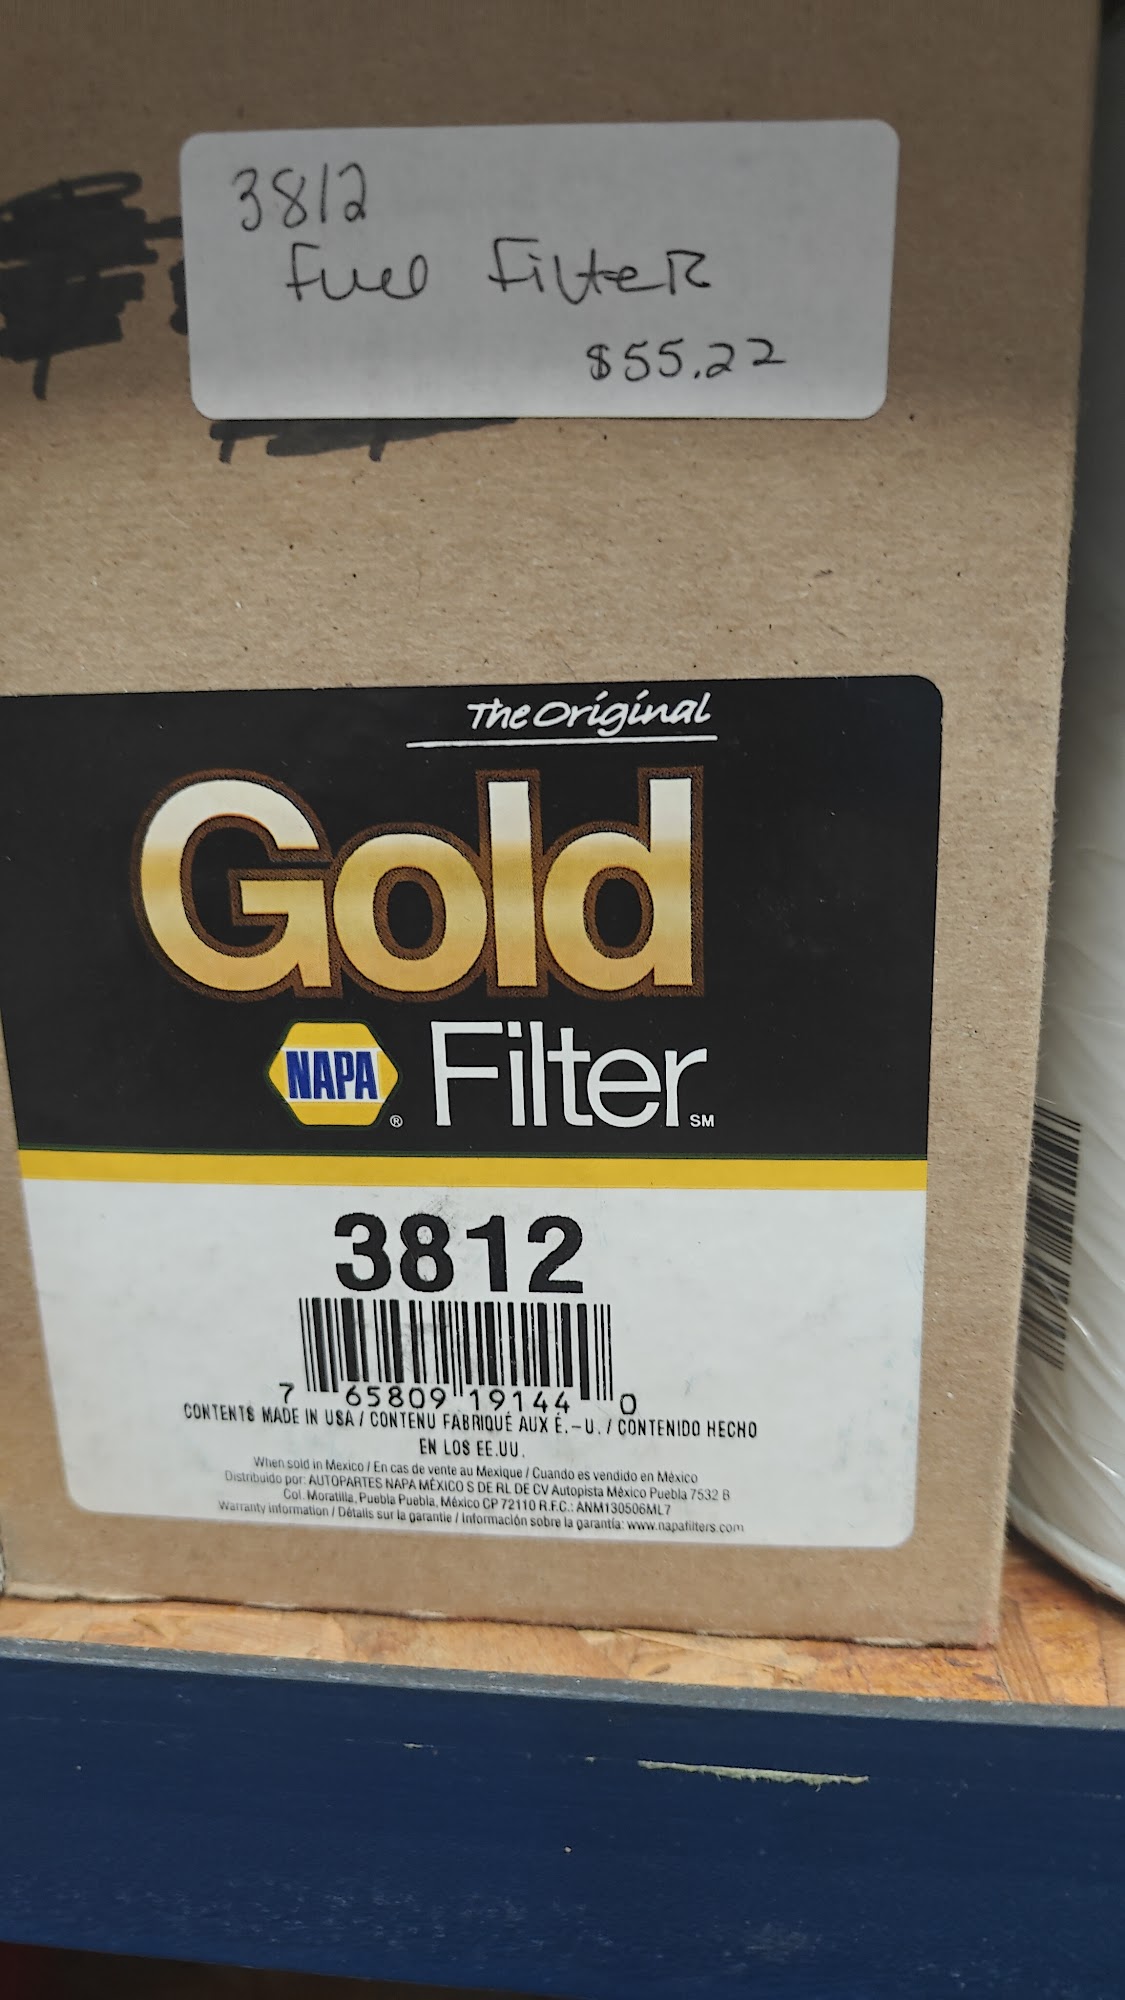 3812
Fuel Filter
$55.22
The Original
Gold
NAPA® Filter SM
3812
7 65809 19144 0
CONTENTS MADE IN USA / CONTENU FABRIQUÉ AUX É.-U. / CONTENIDO HECHO
EN LOS EE.UU.
When sold in Mexico / En cas de vente au Mexique / Cuando es vendido en México
Distribuido por: AUTOPARTES NAPA MÉXICO S DE RL DE CV Autopista México Puebla 7532 B
Col. Moratilla, Puebla Puebla, México CP 72110 R.F.C.: ANM130506ML7
Warranty information / Détails sur la garantie / Información sobre la garantía: www.napafilters.com